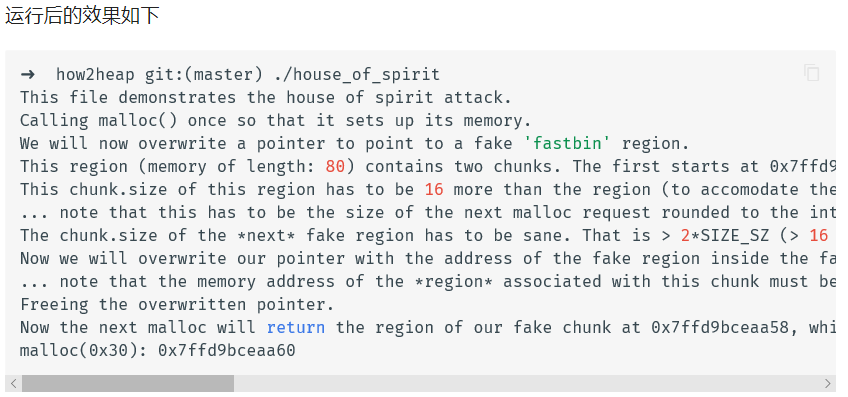 运行后的效果如下
➜  how2heap git:(master) ./house_of_spirit
This file demonstrates the house of spirit attack.
Calling malloc() once so that it sets up its memory.
We will now overwrite a pointer to point to a fake 'fastbin' region.
This region (memory of length: 80) contains two chunks. The first starts at 0x7ffd9
This chunk.size of this region has to be 16 more than the region (to accomodate the
... note that this has to be the size of the next malloc request rounded to the int
The chunk.size of the *next* fake region has to be sane. That is > 2*SIZE_SZ (> 16
Now we will overwrite our pointer with the address of the fake region inside the fa
... note that the memory address of the *region* associated with this chunk must be
Freeing the overwritten pointer.
Now the next malloc will return the region of our fake chunk at 0x7ffd9bceaa58, whi
malloc(0x30): 0x7ffd9bceaa60